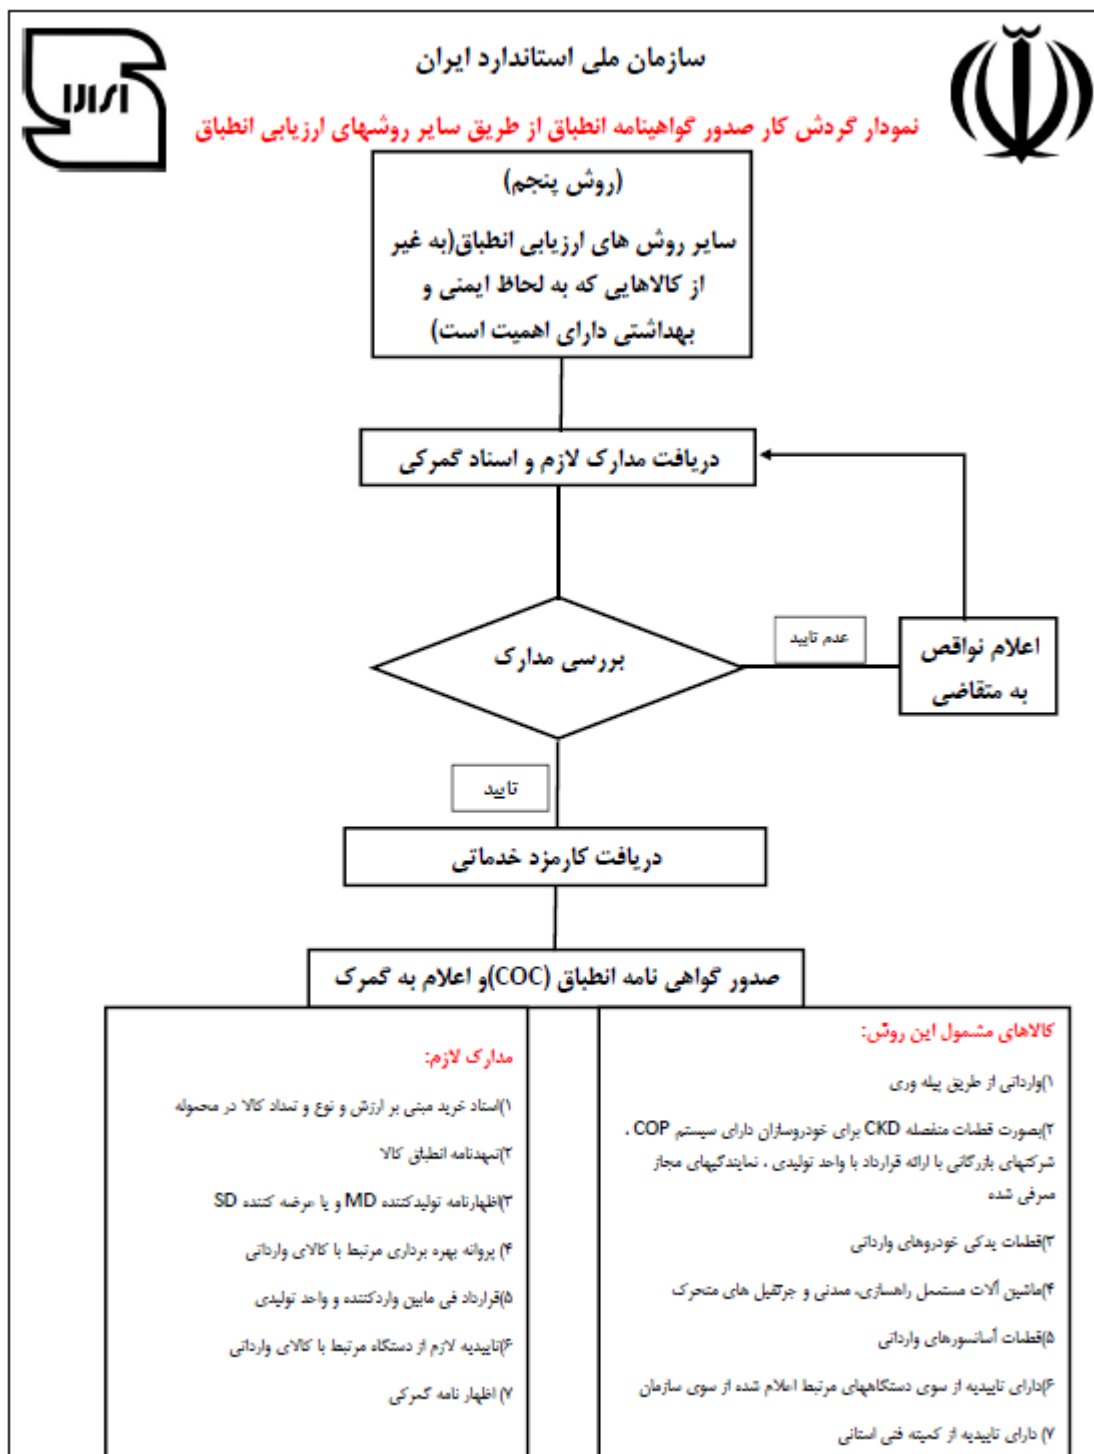 سازمان ملی استاندارد ایران
نمودار گردش کار صدور گواهینامه انطباق از طریق سایر روشهای ارزیابی انطباق
(روش پنجم)
سایر روش های ارزیابی انطباق(به غیر
از کالاهایی که به لحاظ ایمنی و
بهداشتی دارای اهمیت است)
دریافت مدارک لازم و اسناد گمرکی
بررسی مدارک
عدم تایید
اعلام نواقص
به متقاضی
تایید
دریافت کارمزد خدماتی
صدور گواهی نامه انطباق (COC)و اعلام به گمرک
کالاهای مشمول این روش:
۱)وارداتی از طریق پیله وری
۲)بصورت قطعات منفصله CKD برای خودروسازان دارای سیستم COP ،
شرکتهای بازرگانی با ارائه قرارداد با واحد تولیدی ، نمایندگیهای مجاز
معرفی شده
۳)قطعات یدکی خودروهای وارداتی
۴)ماشین آلات مستعمل راهسازی، معدنی و جرثقیل های متحرک
۵)قطعات آسانسورهای وارداتی
۶)دارای تاییدیه از سوی دستگاههای مرتبط اعلام شده از سوی سازمان
۷) دارای تاییدیه از کمیته فنی استانی
مدارک لازم:
۱)اسناد خرید مبنی بر ارزش و نوع و تعداد کالا در محموله
۲)تعهدنامه انطباق کالا
۳)اظهارنامه تولیدکننده MD و یا عرضه کننده SD
۴) پروانه بهره برداری مرتبط با کالای وارداتی
۵)قرارداد فی مابین واردکننده و واحد تولیدی
۶)تاییدیه لازم از دستگاه مرتبط با کالای وارداتی
۷) اظهار نامه گمرکی